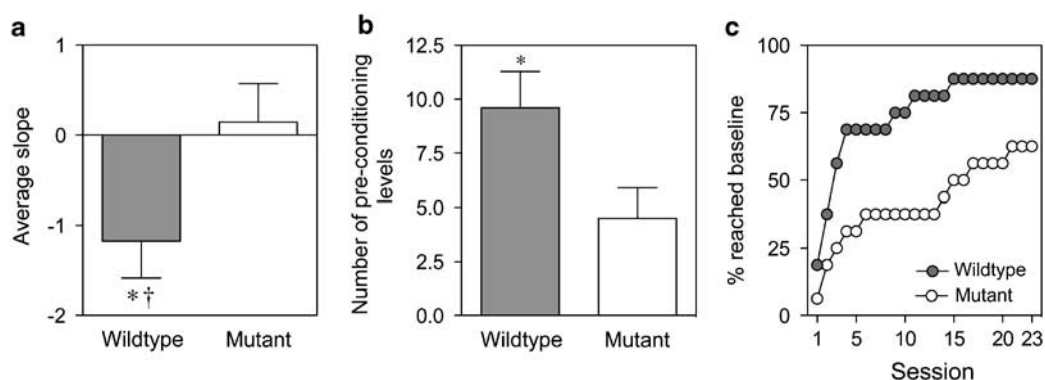 a
Average slope
1
0
-1
-2
*†
Wildtype
Mutant
b
Number of pre-conditioning
levels
12.5
10.0
7.5
5.0
2.5
0.0
*
Wildtype
Mutant
c
% reached baseline
100
75
50
25
0
Wildtype
Mutant
1 5 10 15 20 23
Session